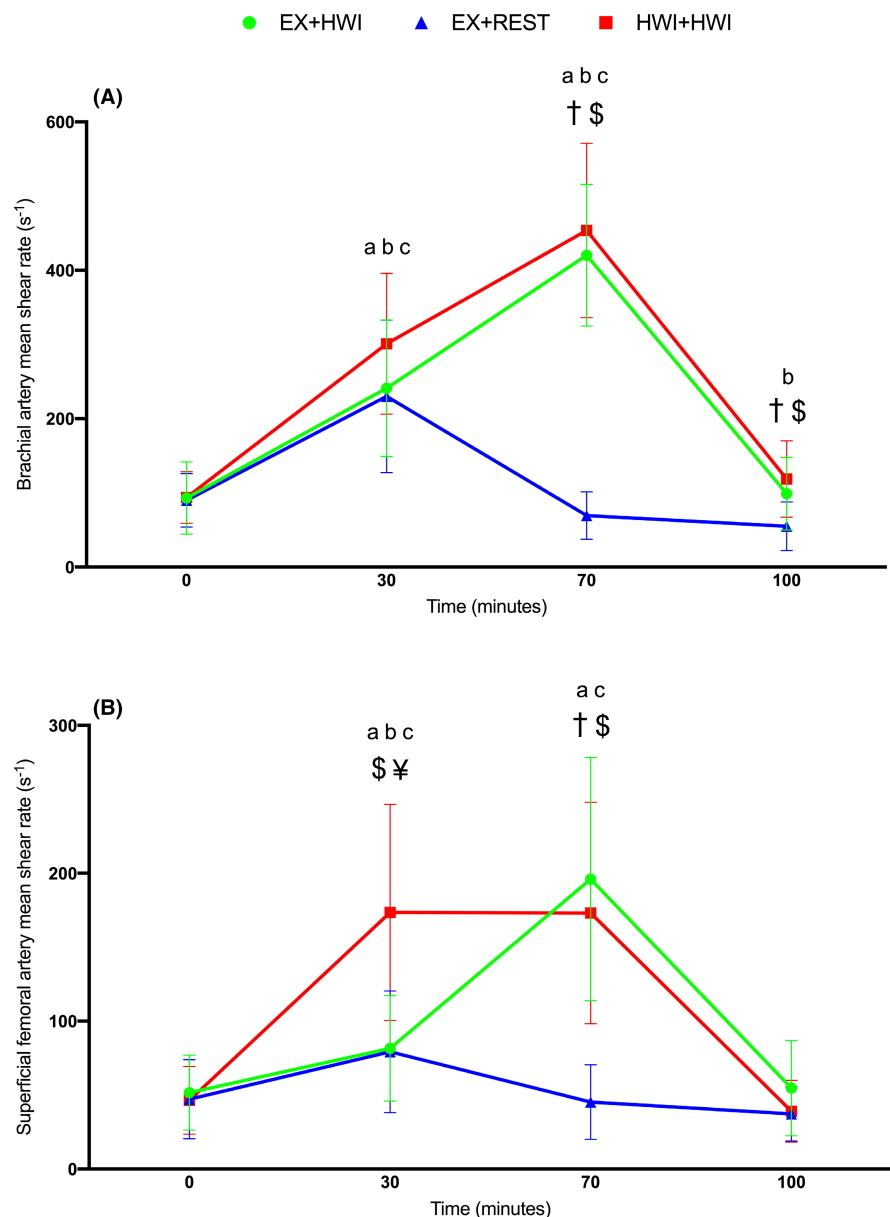 EX+HWI EX+REST HWI+HWI
(A)
a b c
† $
600
a b c
400
b
† $
200
0
0 30 70 100
Time (minutes)
Brachial artery mean shear rate (s⁻¹)
(B)
a c
† $
300
a b c
$ ¥
200
100
0
0 30 70 100
Time (minutes)
Superficial femoral artery mean shear rate (s⁻¹)